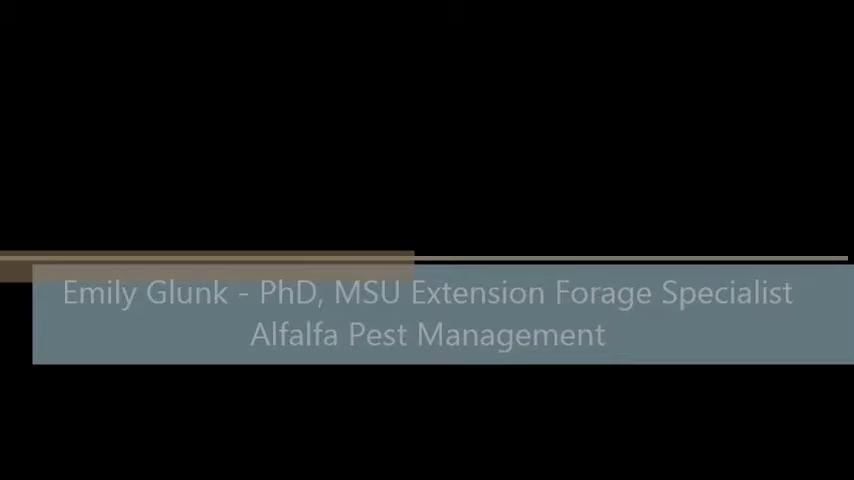 Emily Glunk - PhD, MSU Extension Forage Specialist
Alfalfa Pest Management